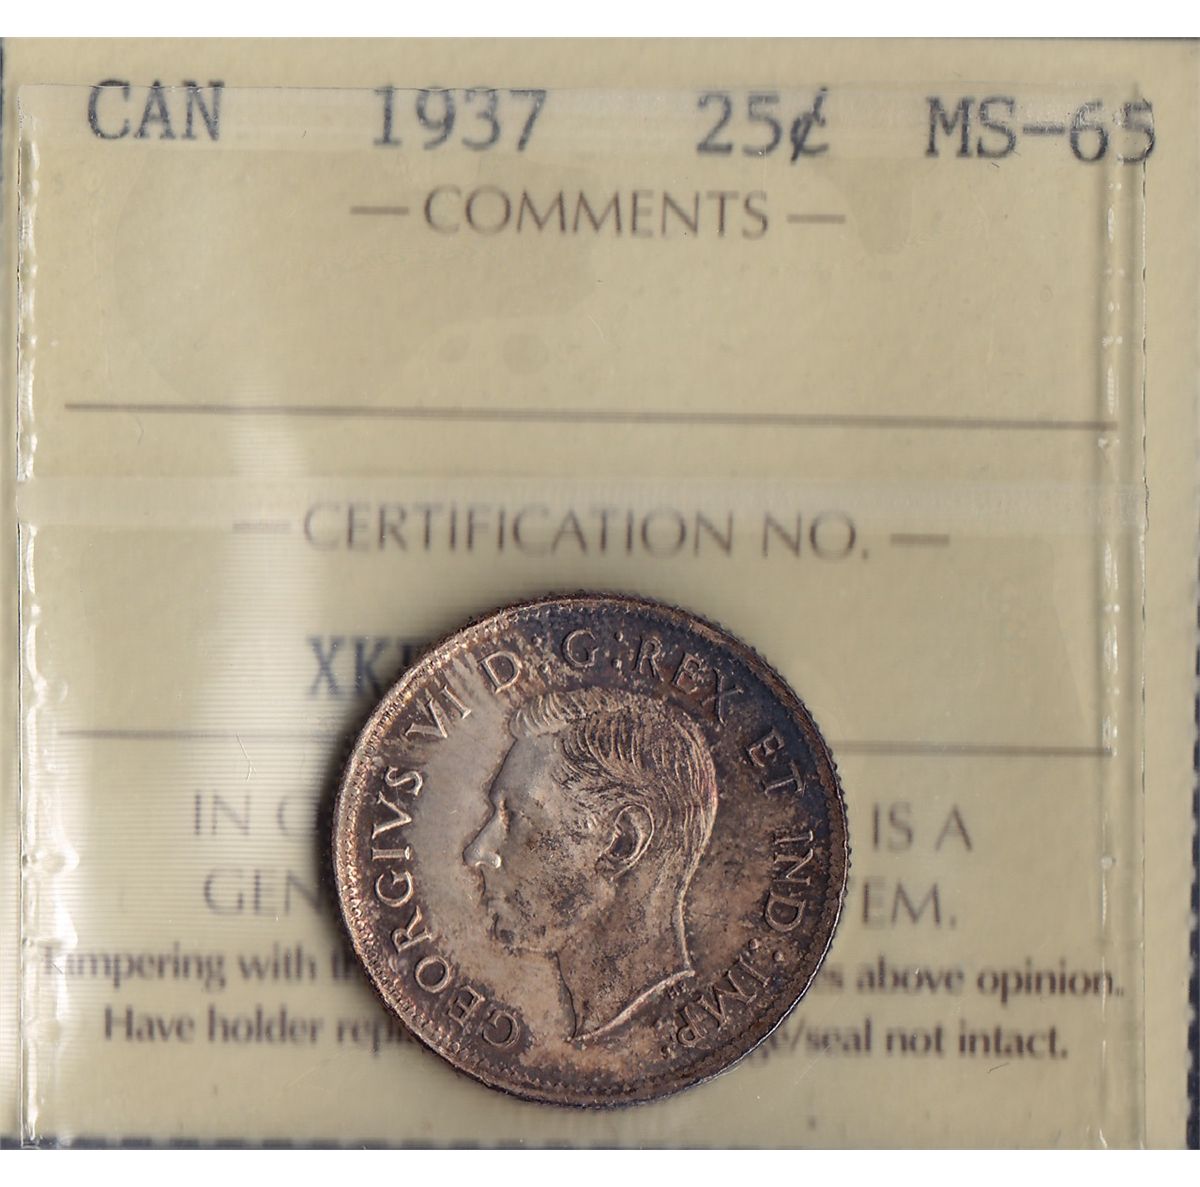 CAN 1937 25¢ MS-65
— COMMENTS —
— CERTIFICATION NO. —
XK
GEORGIVS VI D:G:REX ET IND:IMP:
IN IS A
GEN EM.
Tampering with above opinion.
Have holder rep /seal not intact.